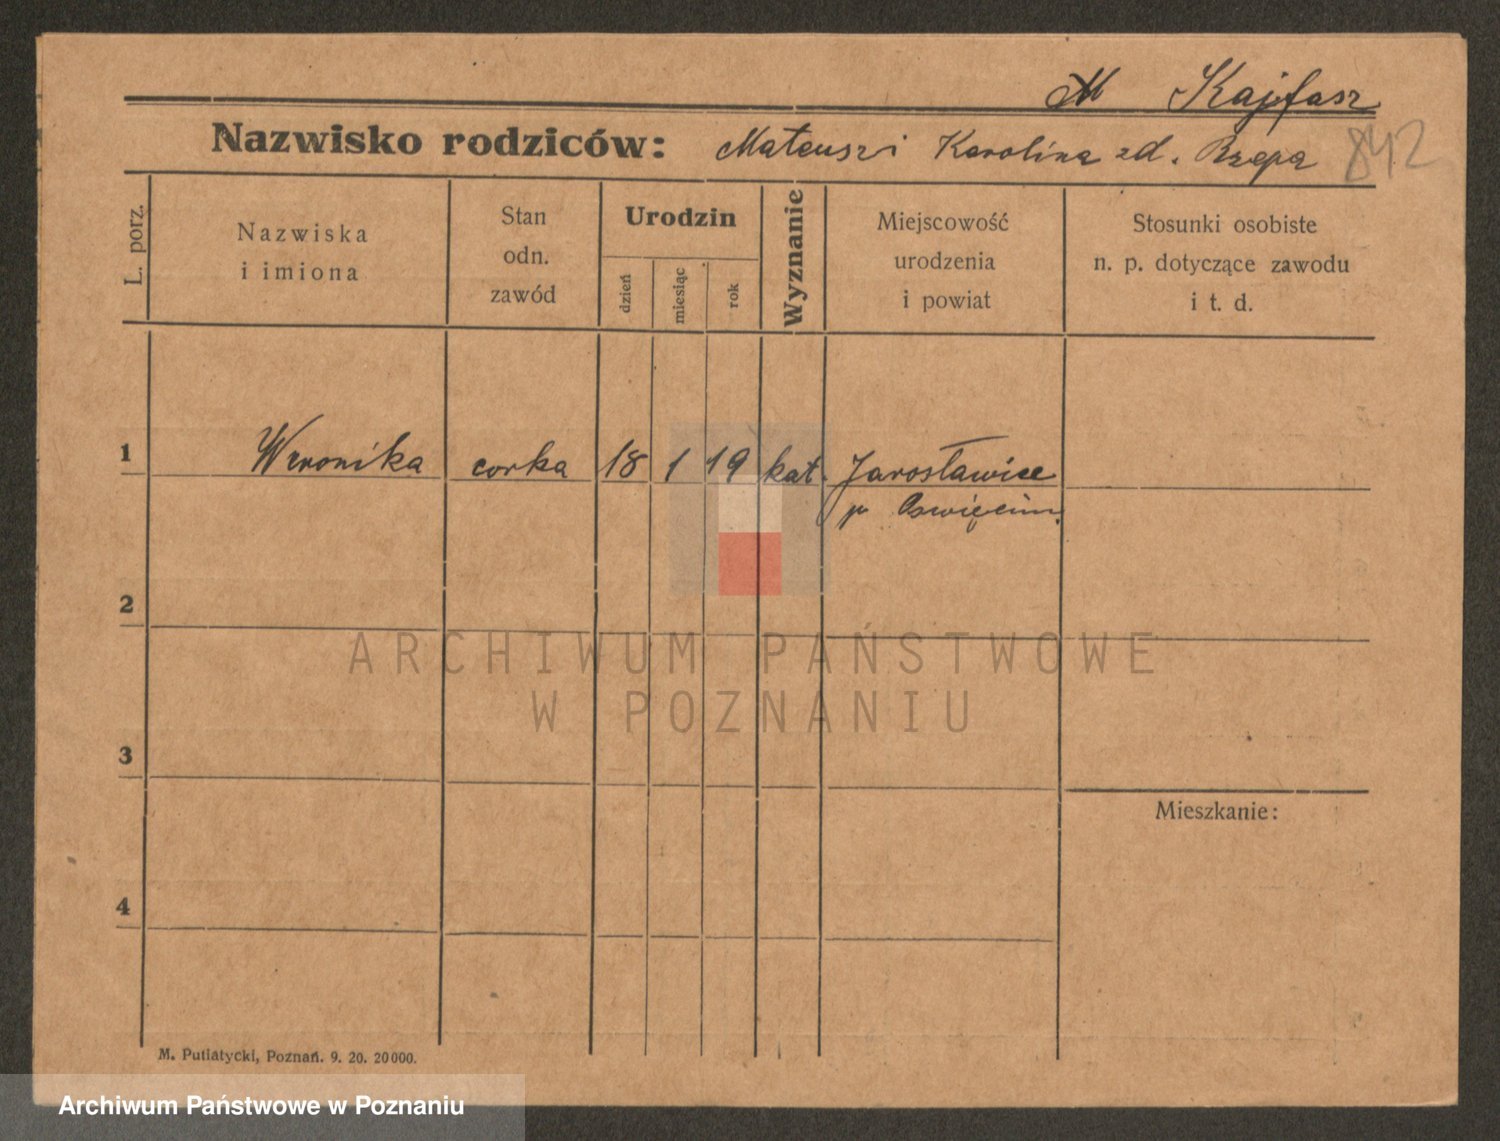 M Kajfasz
Nazwisko rodziców: Mateusz i Karolina zd. Rzepa 842
L. porz.
Nazwiska
i imiona
Stan
odn.
zawód
Urodzin
dzień
miesiąc
rok
Wyznanie
Miejscowość
urodzenia
i powiat
Stosunki osobiste
n. p. dotyczące zawodu
i t. d.
1 Weronika corka 18 1 19 kat. Jarosławice
p Oswięcim.
2
ARCHIWUM PAŃSTWOWE
W POZNANIU
3
Mieszkanie:
4
M. Putiatycki, Poznań. 9. 20. 20000.
Archiwum Państwowe w Poznaniu